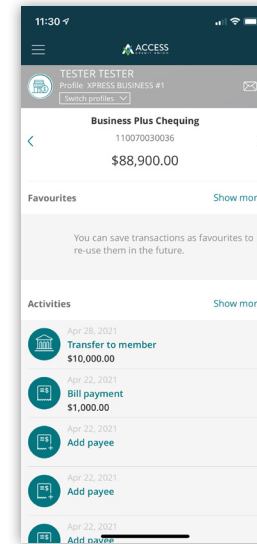 11:30
ACCESS
CREDIT UNION
TESTER TESTER
Profile XPRESS BUSINESS #1
Switch profiles
Business Plus Chequing
110070030036
$88,900.00
Favourites Show mor
You can save transactions as favourites to
re-use them in the future.
Activities Show mor
Apr 28, 2021
Transfer to member
$10,000.00
Apr 22, 2021
Bill payment
$1,000.00
Apr 22, 2021
Add payee
Apr 22, 2021
Add payee
Apr 22, 2021
Add payee